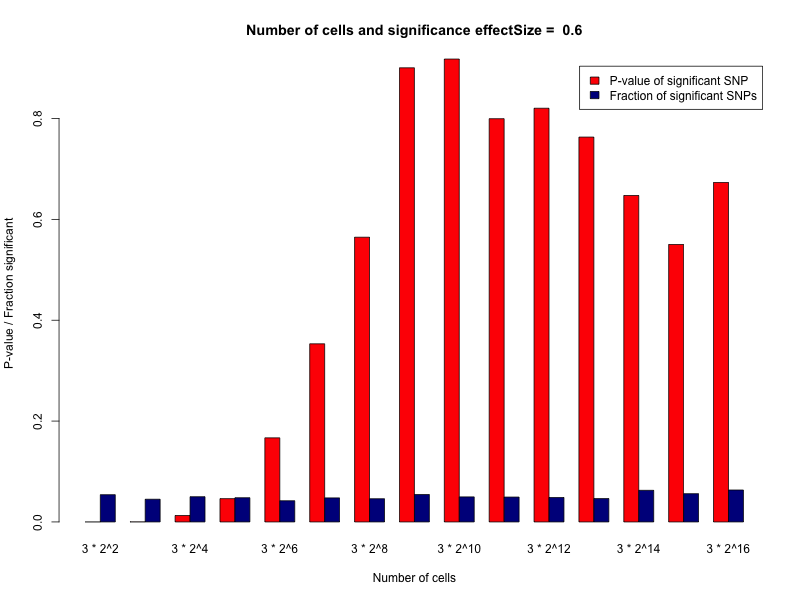 Number of cells and significance effectSize =  0.6
P-value of significant SNP
Fraction of significant SNPs
P-value / Fraction significant
0.8
0.6
0.4
0.2
0.0
3 * 2^2
3 * 2^4
3 * 2^6
3 * 2^8
3 * 2^10
3 * 2^12
3 * 2^14
3 * 2^16
Number of cells